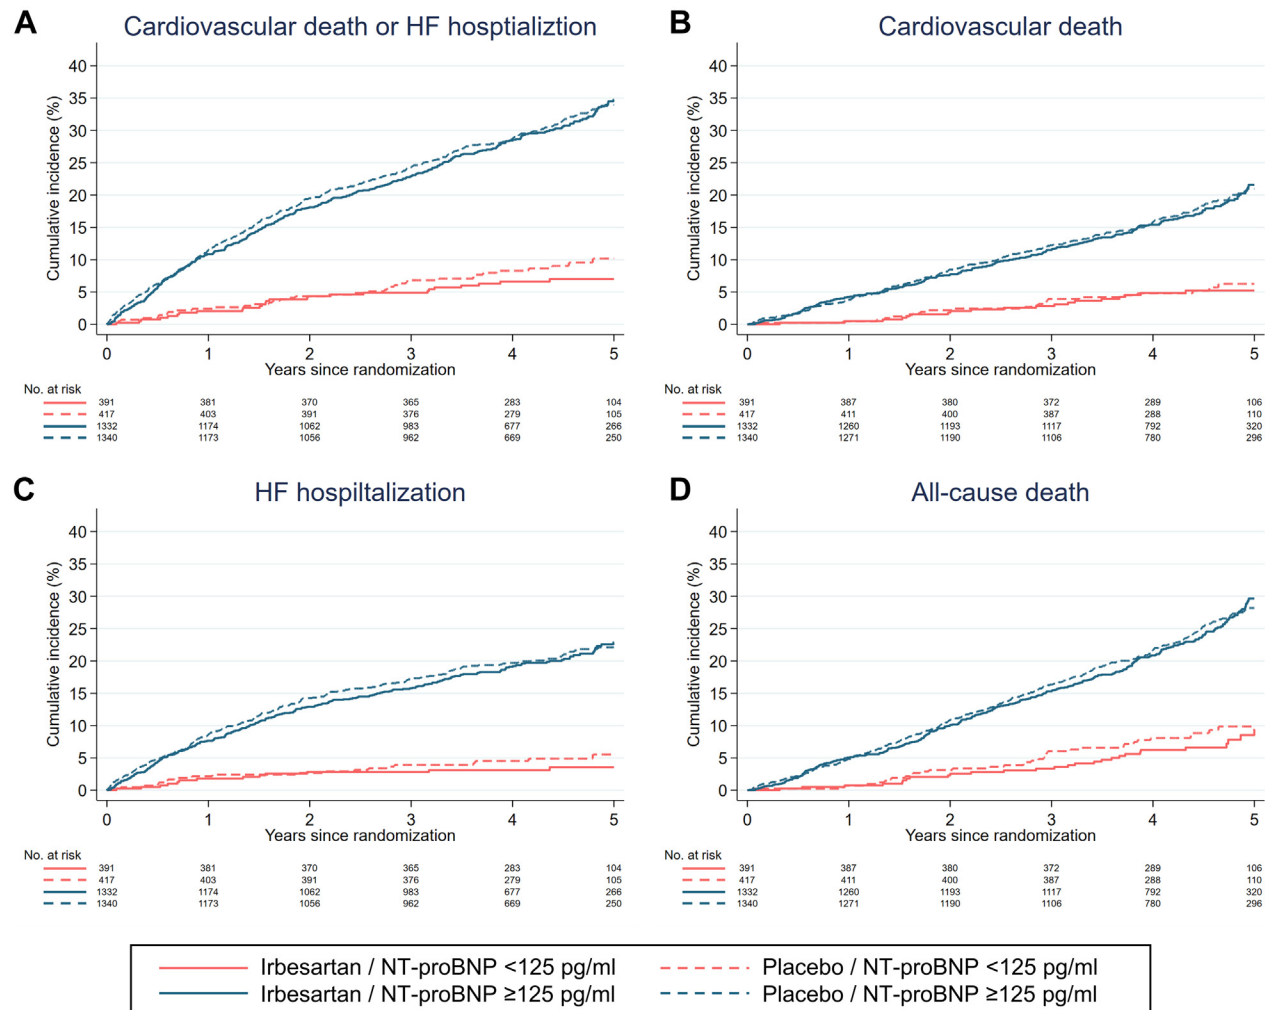 A
Cardiovascular death or HF hosptializtion
Cumulative incidence (%)
40
35
30
25
20
15
10
5
0
0 1 2 3 4 5
Years since randomization
No. at risk
391 381 370 365 283 104
417 403 391 376 279 105
1332 1174 1062 983 677 266
1340 1173 1056 962 669 250
B
Cardiovascular death
Cumulative incidence (%)
40
35
30
25
20
15
10
5
0
0 1 2 3 4 5
Years since randomization
No. at risk
391 387 380 372 289 106
417 411 400 387 288 110
1332 1260 1193 1117 792 320
1340 1271 1190 1106 780 296
C
HF hospiltalization
Cumulative incidence (%)
40
35
30
25
20
15
10
5
0
0 1 2 3 4 5
Years since randomization
No. at risk
391 381 370 365 283 104
417 403 391 376 279 105
1332 1174 1062 983 677 266
1340 1173 1056 962 669 250
D
All-cause death
Cumulative incidence (%)
40
35
30
25
20
15
10
5
0
0 1 2 3 4 5
Years since randomization
No. at risk
391 387 380 372 289 106
417 411 400 387 288 110
1332 1260 1193 1117 792 320
1340 1271 1190 1106 780 296
Irbesartan / NT-proBNP <125 pg/ml
Placebo / NT-proBNP <125 pg/ml
Irbesartan / NT-proBNP ≥125 pg/ml
Placebo / NT-proBNP ≥125 pg/ml